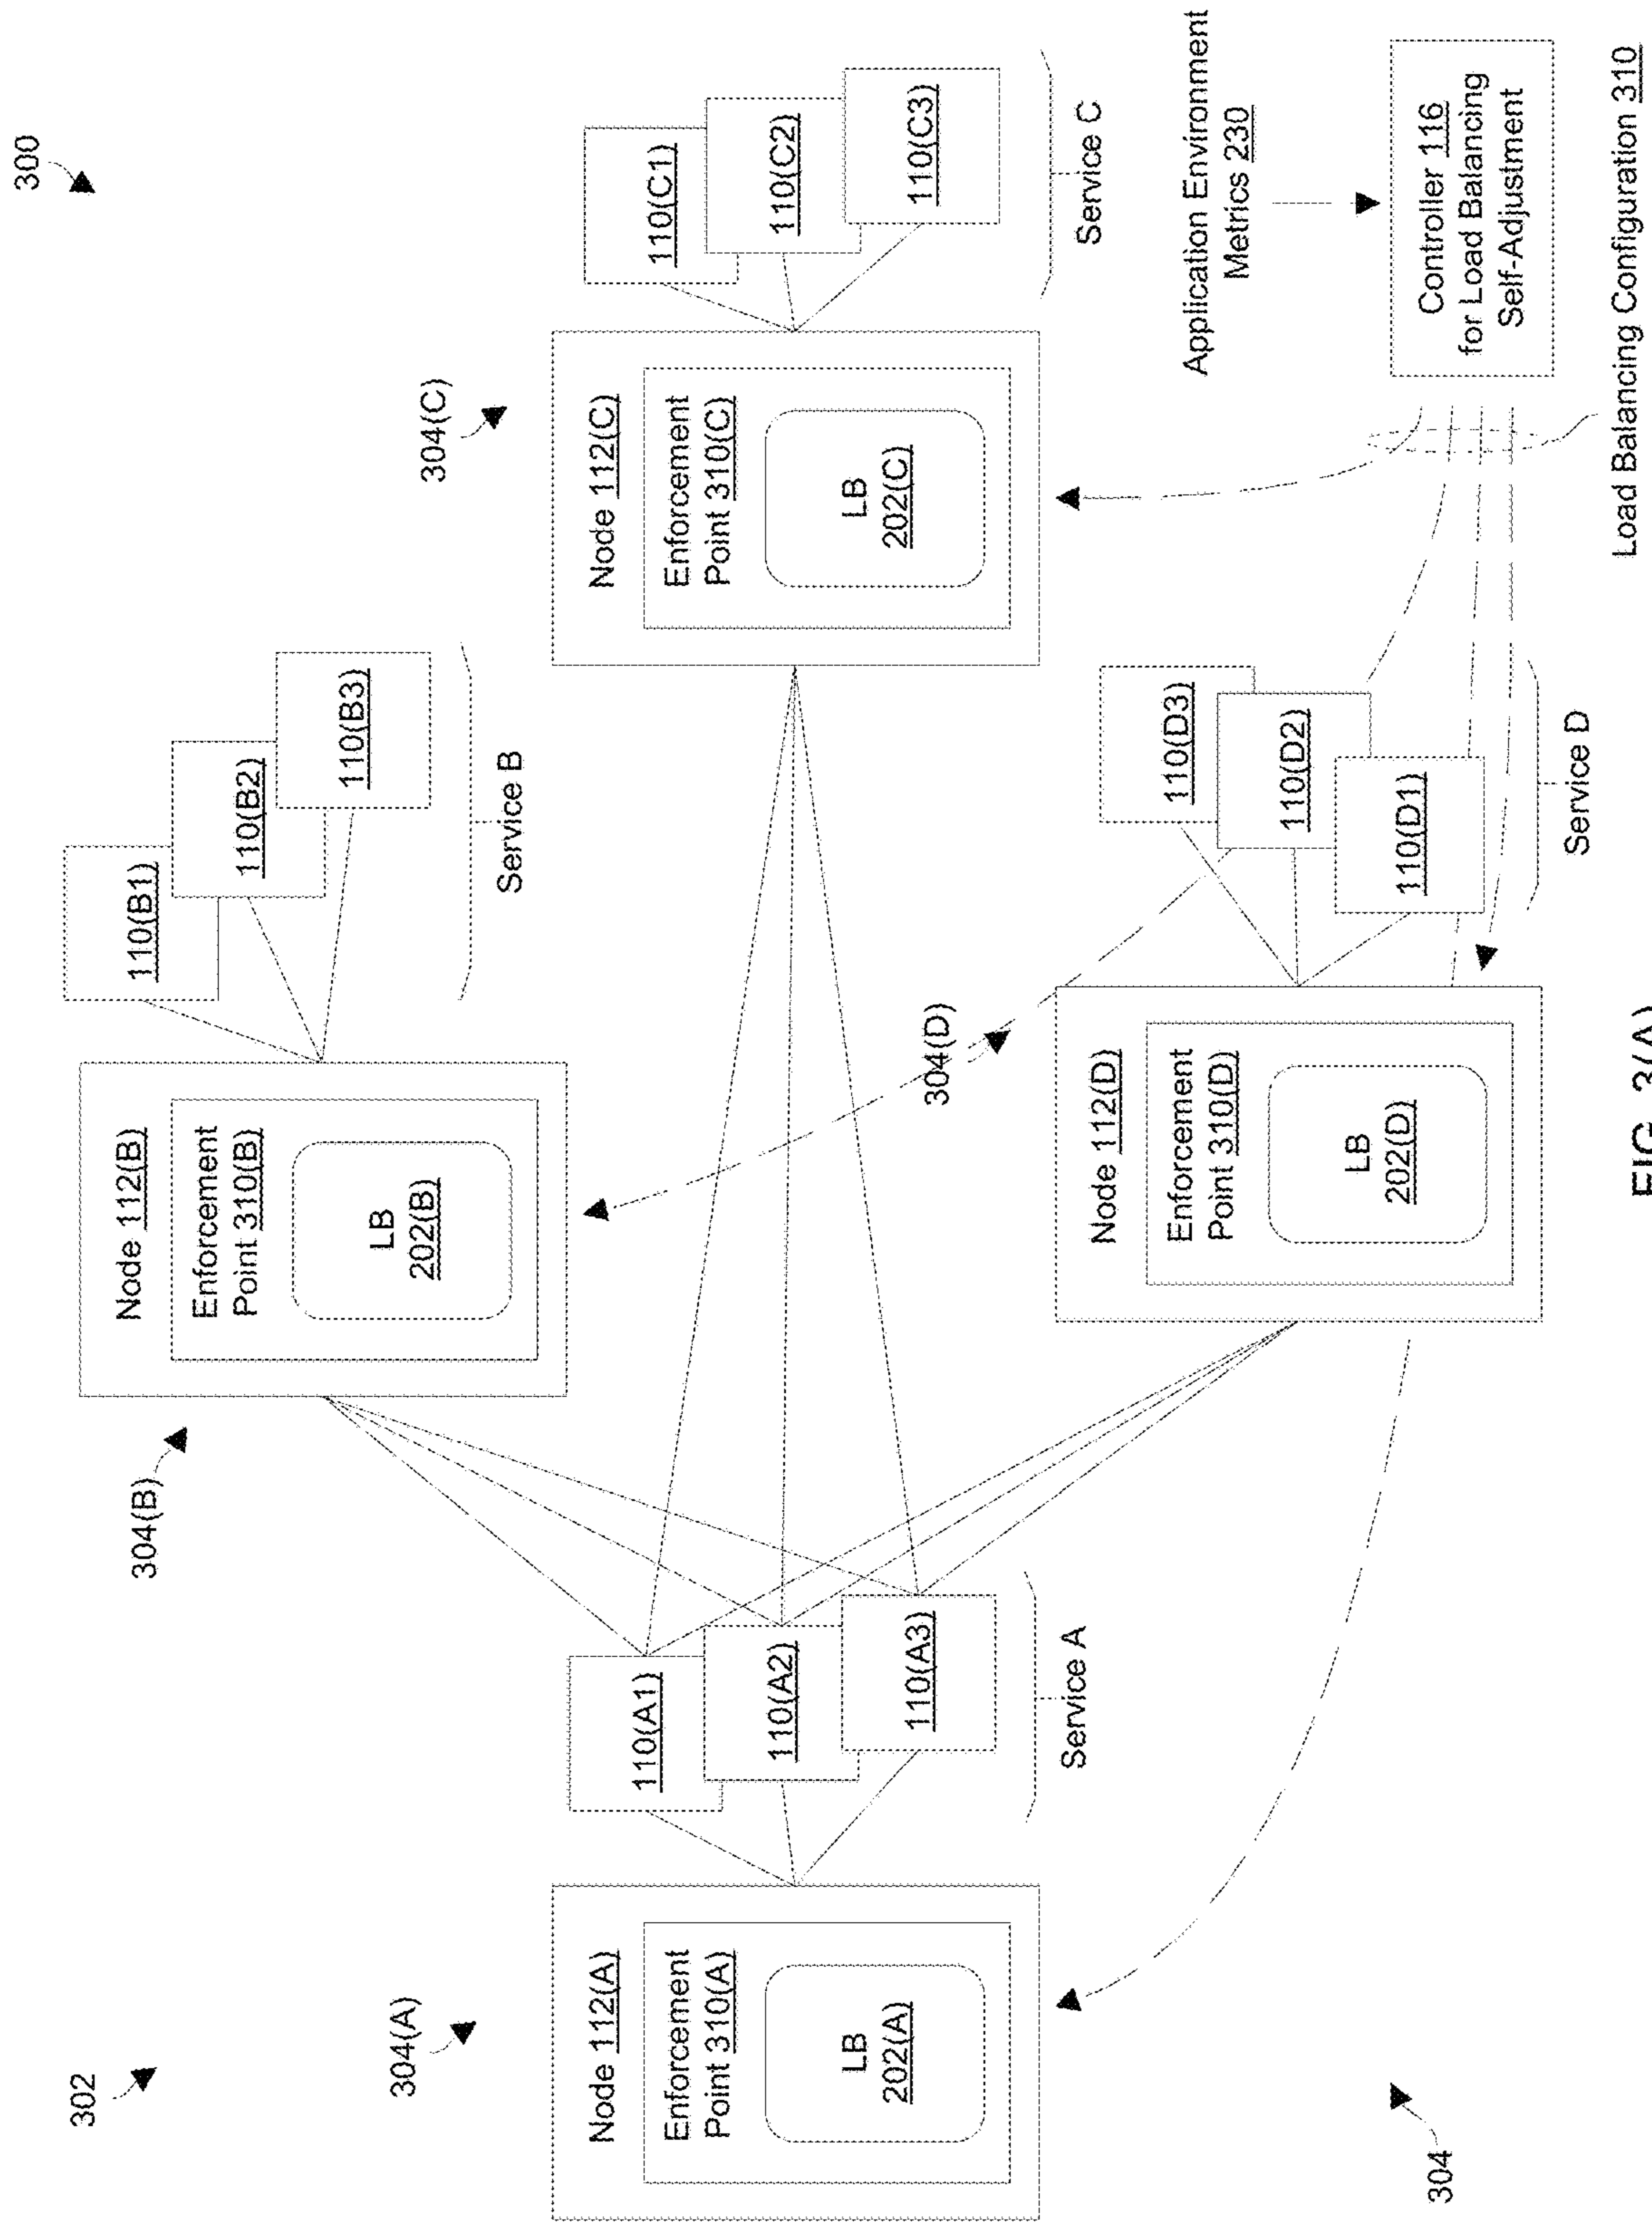 300
302
304(B)
Node 112(B)
Enforcement
Point 310(B)
LB
202(B)
110(B1)
110(B2)
110(B3)
Service B
304(A)
Node 112(A)
Enforcement
Point 310(A)
LB
202(A)
110(A1)
110(A2)
110(A3)
Service A
304(C)
Node 112(C)
Enforcement
Point 310(C)
LB
202(C)
110(C1)
110(C2)
110(C3)
Service C
304(D)
Node 112(D)
Enforcement
Point 310(D)
LB
202(D)
110(D3)
110(D2)
110(D1)
Service D
Application Environment
Metrics 230
Controller 116
for Load Balancing
Self-Adjustment
Load Balancing Configuration 310
304
FIG. 3(A)